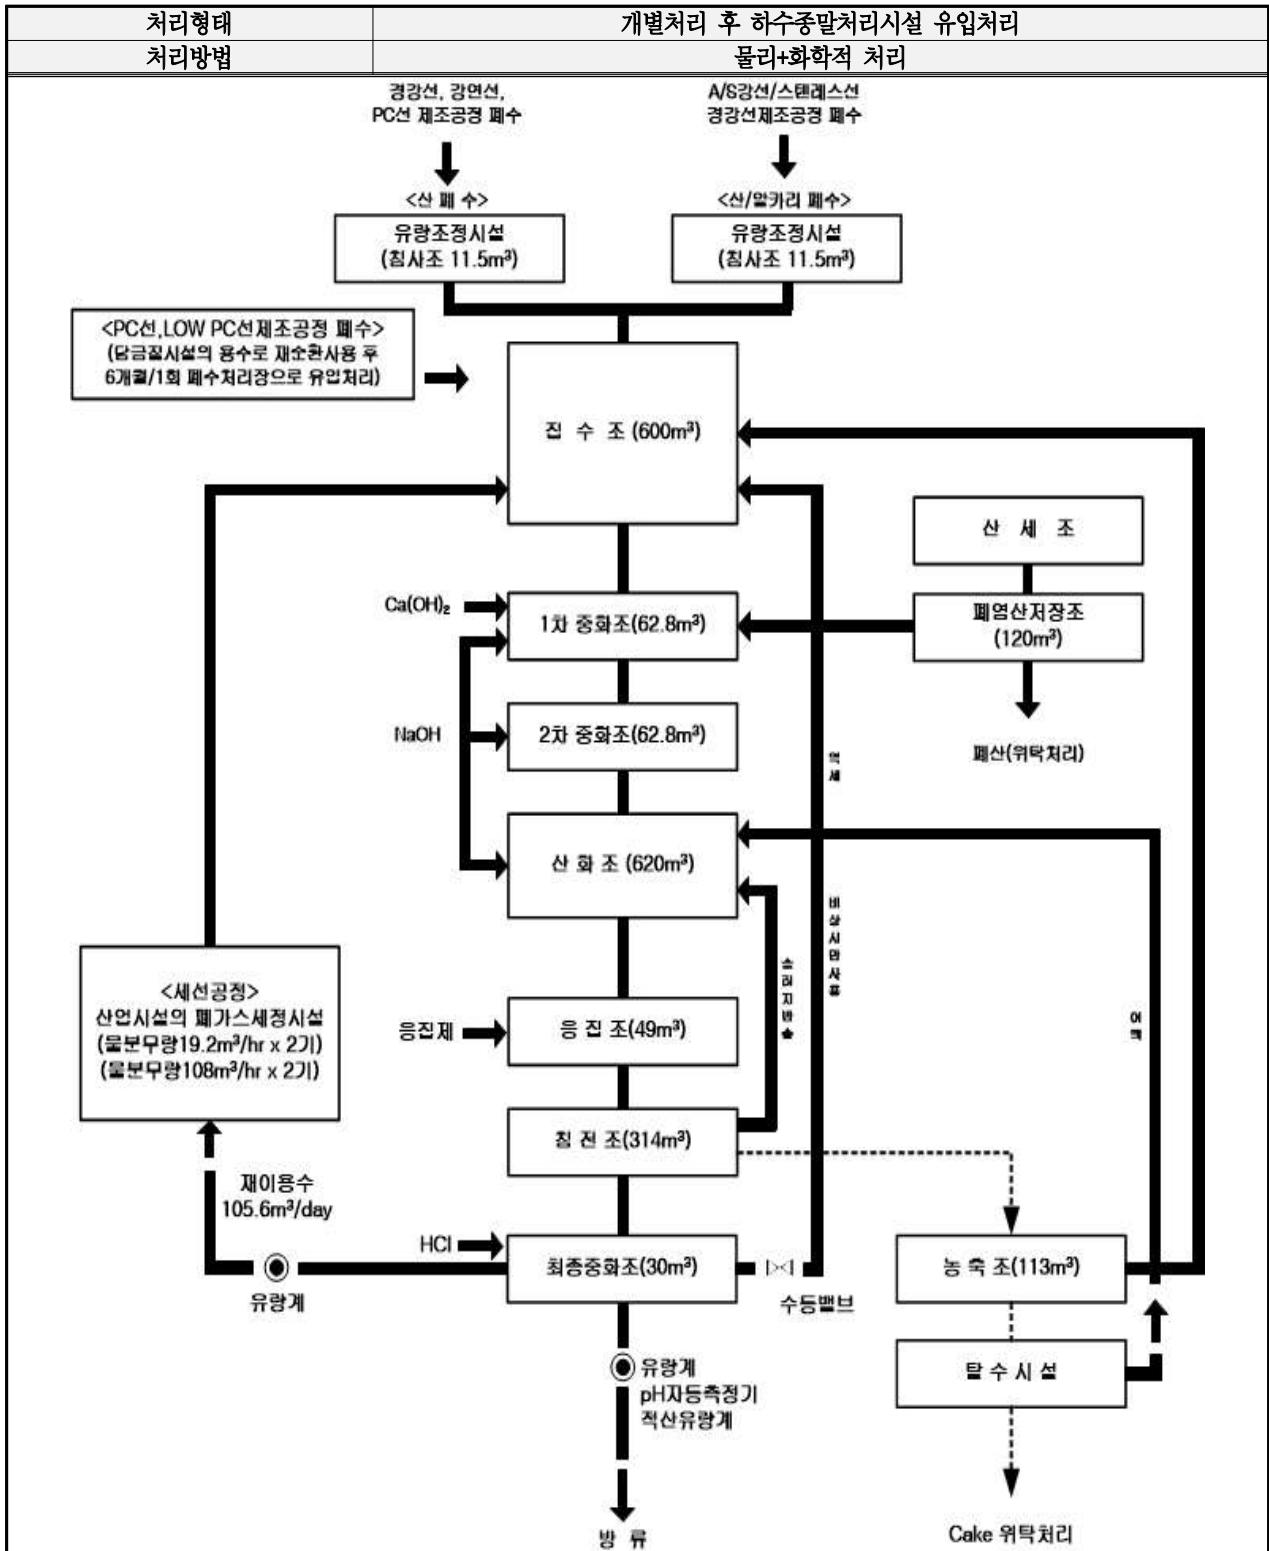 처리형태
개별처리 후 하수종말처리시설 유입처리
처리방법
물리+화학적 처리
경강선, 강연선,
PC선 제조공정 폐수
A/S강선/스텐레스선
경강선제조공정 폐수
<산 폐 수>
<산/알카리 폐수>
유량조정시설
(침사조 11.5m³)
유량조정시설
(침사조 11.5m³)
<PC선,LOW PC선제조공정 폐수>
(담금질시설의 용수로 재순환사용 후
6개월/1회 폐수처리장으로 유입처리)
집 수 조 (600m³)
산 세 조
Ca(OH)₂
1차 중화조(62.8m³)
폐염산저장조
(120m³)
NaOH
2차 중화조(62.8m³)
폐산(위탁처리)
역세
산 화 조 (620m³)
비상시만사용
슬러지반송
<세선공정>
산업시설의 폐가스세정시설
(물분무량19.2m³/hr x 2기)
(물분무량108m³/hr x 2기)
응집제
응 집 조(49m³)
여액
침 전 조(314m³)
재이용수
105.6m³/day
HCl
최종중화조(30m³)
농 축 조(113m³)
유량계
수동밸브
유량계
pH자동측정기
적산유량계
탈 수 시 설
방 류
Cake 위탁처리